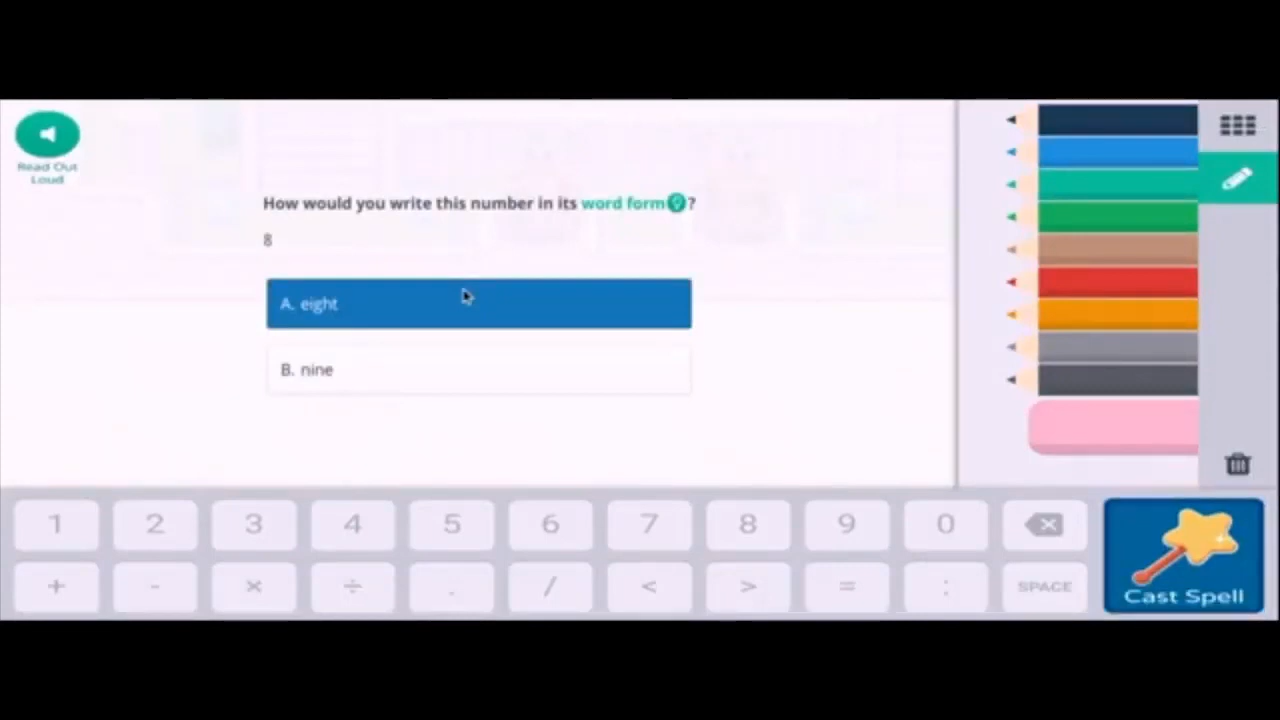 Read Out
Loud
How would you write this number in its word form?
8
A. eight
B. nine
1 2 3 4 5 6 7 8 9 0
+ - × ÷ . / < > = : SPACE
Cast Spell